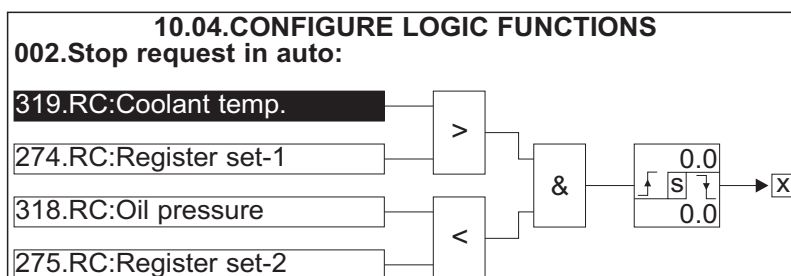 10.04.CONFIGURE LOGIC FUNCTIONS
002.Stop request in auto:
319.RC:Coolant temp.
>
274.RC:Register set-1
&
0.0
S
X
0.0
318.RC:Oil pressure
<
275.RC:Register set-2